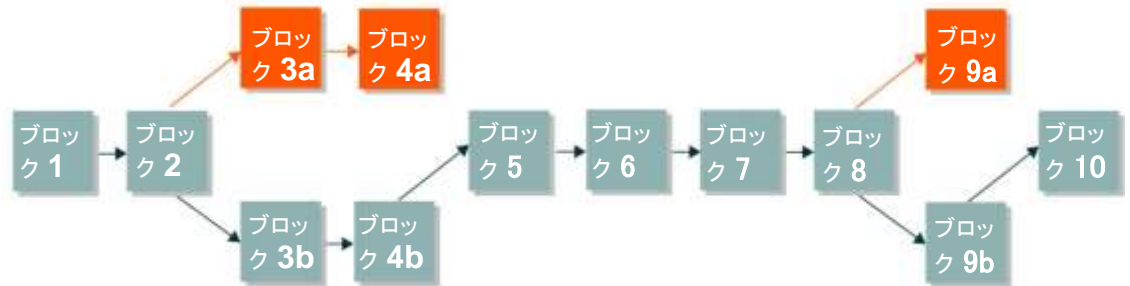 ブロッ
ク 3a
ブロッ
ク 4a
ブロッ
ク 9a
ブロッ
ク 1
ブロッ
ク 2
ブロッ
ク 5
ブロッ
ク 6
ブロッ
ク 7
ブロッ
ク 8
ブロッ
ク 10
ブロッ
ク 3b
ブロッ
ク 4b
ブロッ
ク 9b